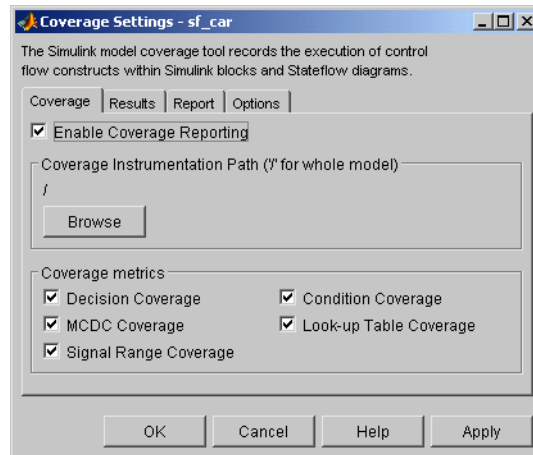 Coverage Settings - sf_car
The Simulink model coverage tool records the execution of control
flow constructs within Simulink blocks and Stateflow diagrams.
Coverage Results Report Options
Enable Coverage Reporting
Coverage Instrumentation Path ('/' for whole model)
/
Browse
Coverage metrics
Decision Coverage Condition Coverage
MCDC Coverage Look-up Table Coverage
Signal Range Coverage
OK Cancel Help Apply